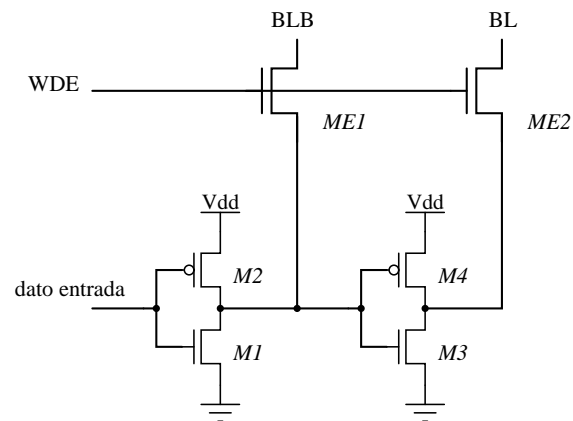 BLB
BL
WDE
ME1
ME2
Vdd
Vdd
M2
M4
dato entrada
M1
M3